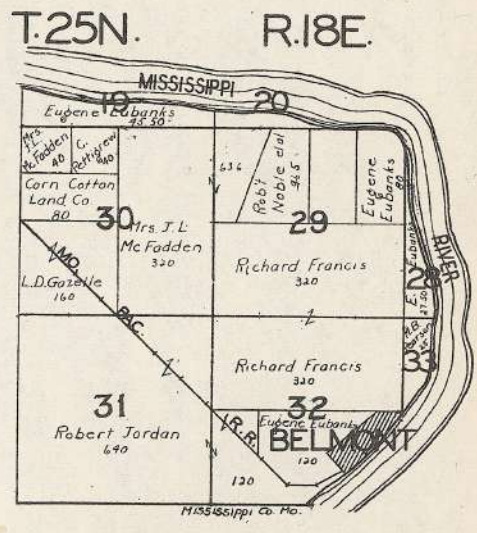 T.25N. R.18E.
MISSISSIPPI
19 20
Eugene Eubanks
45.50
Mrs.
J.L.
McFadden
40
C.
Pettigrew
40
636
Rob't
Noble et al
Eugene
Eubanks
80
Corn Cotton
Land Co
80
30
29
Mrs. J. L
McFadden
320
Richard Francis
320
E. Eubanks
27.50
28
RIVER
L.D. Gazelle
160
MO.
PAC.
R.R.
Richard Francis
320
33
31
Robert Jordan
640
32
Eugene Eubanks
120
BELMONT
120
Mississippi Co. Mo.